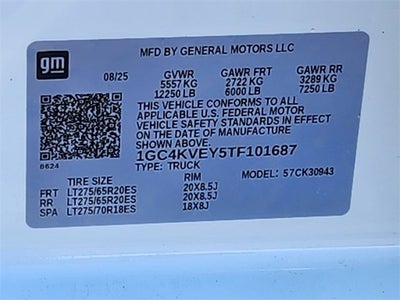 gm
MFD BY GENERAL MOTORS LLC
08/25 GVWR GAWR FRT GAWR RR
5557 KG 2722 KG 3289 KG
12250 LB 6000 LB 7250 LB
THIS VEHICLE CONFORMS TO ALL
APPLICABLE U.S. FEDERAL MOTOR
VEHICLE SAFETY STANDARDS IN EFFECT
ON THE DATE OF MANUFACTURE SHOWN ABOVE.
1GC4KVEY5TF101687
8624 TYPE: TRUCK MODEL: 57CK30943
TIRE SIZE RIM
FRT LT275/65R20ES 20X8.5J
RR LT275/65R20ES 20X8.5J
SPA LT275/70R18ES 18X8J